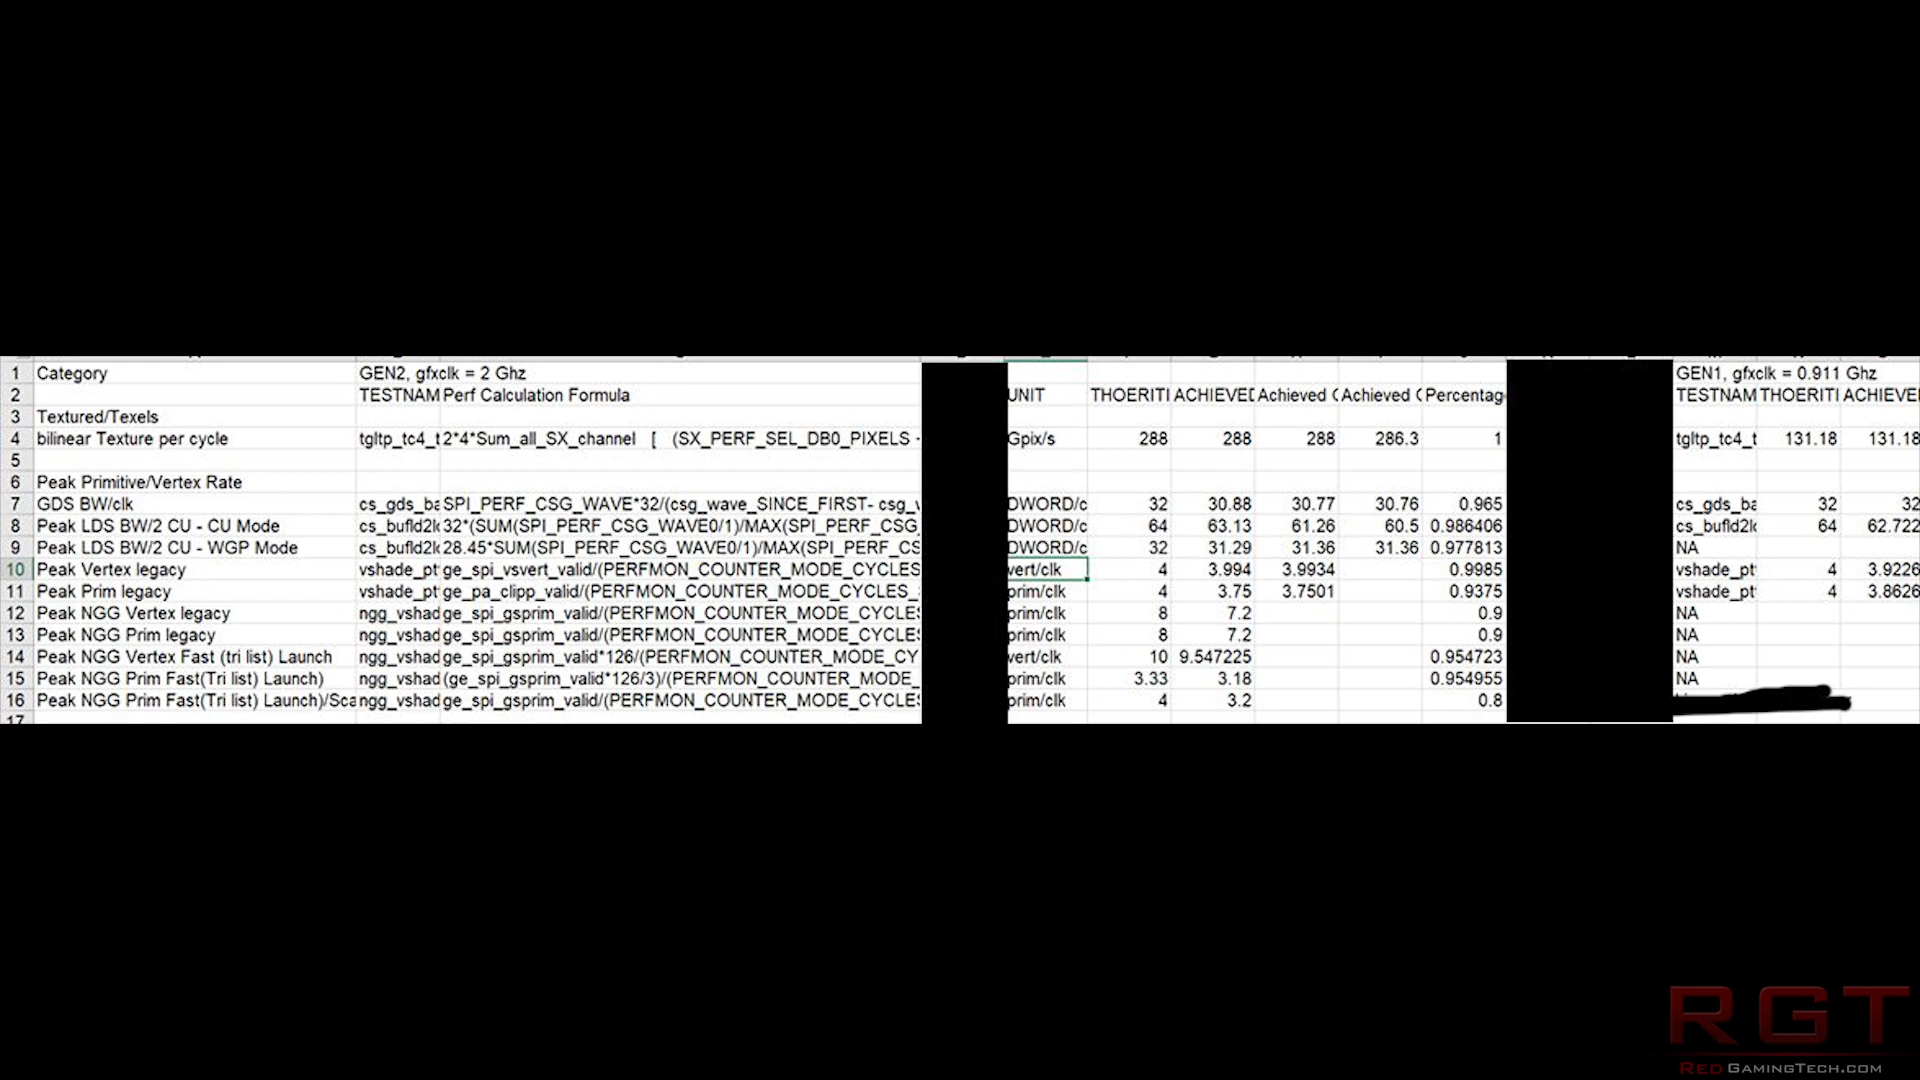 1 Category GEN2, gfxclk = 2 Ghz GEN1, gfxclk = 0.911 Ghz
2 TESTNAM Perf Calculation Formula UNIT THOERITI ACHIEVED Achieved Achieved Percentag TESTNAM THOERITI ACHIEVE
3 Textured/Texels
4 bilinear Texture per cycle tgltp_tc4_t 2*4*Sum_all_SX_channel [ (SX_PERF_SEL_DB0_PIXELS - Gpix/s 288 288 288 286.3 1 tgltp_tc4_t 131.18 131.18
5
6 Peak Primitive/Vertex Rate
7 GDS BW/clk cs_gds_ba SPI_PERF_CSG_WAVE*32/(csg_wave_SINCE_FIRST- csg_ DWORD/c 32 30.88 30.77 30.76 0.965 cs_gds_ba 32 32
8 Peak LDS BW/2 CU - CU Mode cs_bufld2l 32*(SUM(SPI_PERF_CSG_WAVE0/1)/MAX(SPI_PERF_CSG_ DWORD/c 64 63.13 61.26 60.5 0.986406 cs_bufld2l 64 62.722
9 Peak LDS BW/2 CU - WGP Mode cs_bufld2l 28.45*SUM(SPI_PERF_CSG_WAVE0/1)/MAX(SPI_PERF_CS DWORD/c 32 31.29 31.36 31.36 0.977813 NA
10 Peak Vertex legacy vshade_pt ge_spi_vsvert_valid/(PERFMON_COUNTER_MODE_CYCLES vert/clk 4 3.994 3.9934 0.9985 vshade_pt 4 3.9226
11 Peak Prim legacy vshade_pt ge_pa_clipp_valid/(PERFMON_COUNTER_MODE_CYCLES_ prim/clk 4 3.75 3.7501 0.9375 vshade_pt 4 3.8626
12 Peak NGG Vertex legacy ngg_vshad ge_spi_gsprim_valid/(PERFMON_COUNTER_MODE_CYCLES prim/clk 8 7.2 0.9 NA
13 Peak NGG Prim legacy ngg_vshad ge_spi_gsprim_valid/(PERFMON_COUNTER_MODE_CYCLES prim/clk 8 7.2 0.9 NA
14 Peak NGG Vertex Fast (tri list) Launch ngg_vshad ge_spi_gsprim_valid*126/(PERFMON_COUNTER_MODE_CY vert/clk 10 9.547225 0.954723 NA
15 Peak NGG Prim Fast(Tri list) Launch) ngg_vshad (ge_spi_gsprim_valid*126/3)/(PERFMON_COUNTER_MODE_ prim/clk 3.33 3.18 0.954955 NA
16 Peak NGG Prim Fast(Tri list) Launch)/Sca ngg_vshad ge_spi_gsprim_valid/(PERFMON_COUNTER_MODE_CYCLES prim/clk 4 3.2 0.8
17
RGT
REDGAMINGTECH.COM